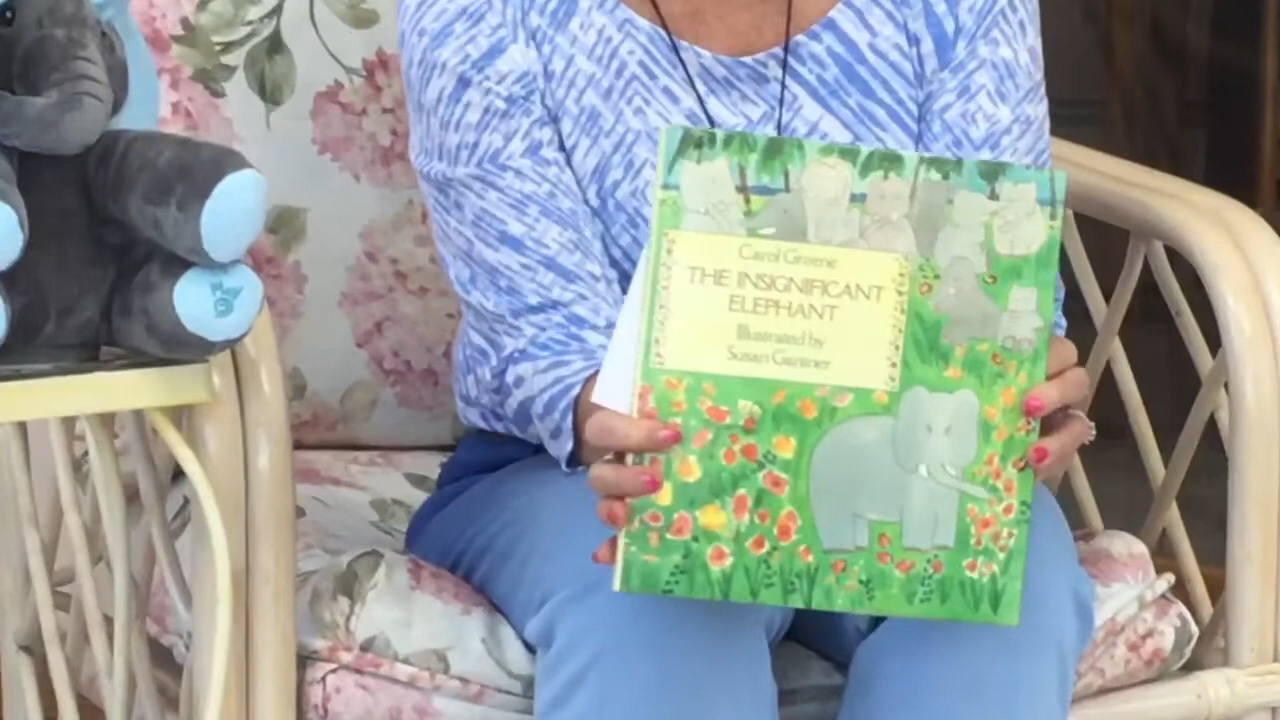 Carol Greene
THE INSIGNIFICANT
ELEPHANT
Illustrated by
Susan Gantner